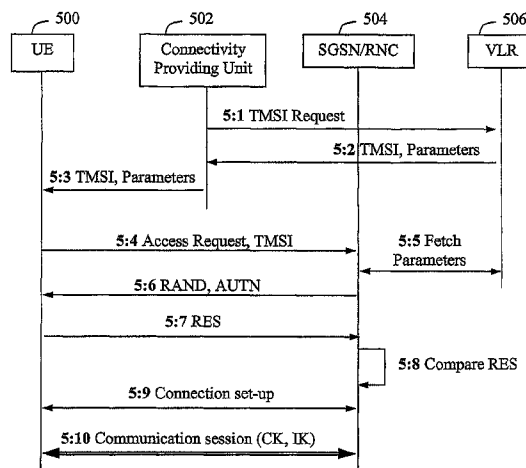 500
502
504
506
UE
Connectivity
Providing Unit
SGSN/RNC
VLR
5:1 TMSI Request
5:2 TMSI, Parameters
5:3 TMSI, Parameters
5:4 Access Request, TMSI
5:5 Fetch
Parameters
5:6 RAND, AUTN
5:7 RES
5:8 Compare RES
5:9 Connection set-up
5:10 Communication session (CK, IK)